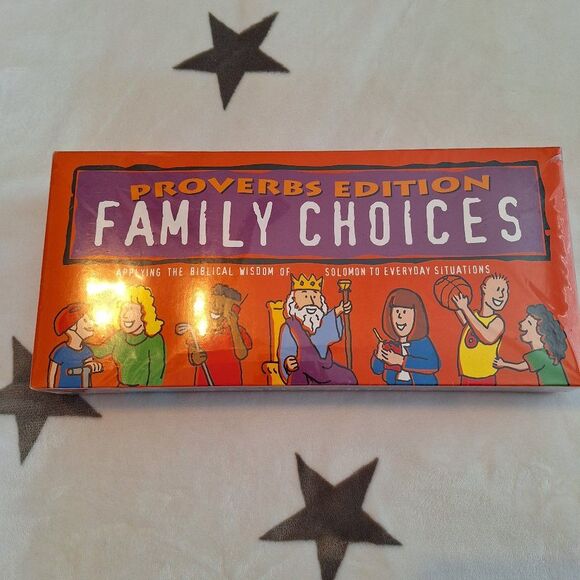 PROVERBS EDITION
FAMILY CHOICES
APPLYING THE BIBLICAL WISDOM OF SOLOMON TO EVERYDAY SITUATIONS